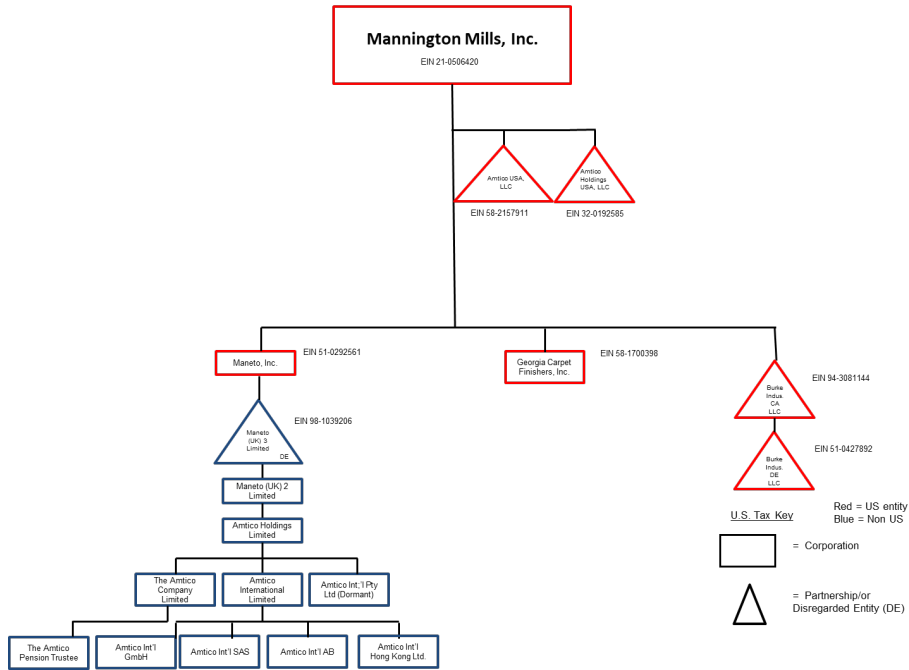 Mannington Mills, Inc.
EIN 21-0506420
Amtico USA,
LLC
Amtico
Holdings
USA, LLC
EIN 58-2157911
EIN 32-0192585
EIN 51-0292561
Maneto, Inc.
Georgia Carpet
Finishers, Inc.
EIN 58-1700398
EIN 94-3081144
Burke
Indus.
CA
LLC
EIN 98-1039206
Maneto
(UK) 3
Limited
DE
EIN 51-0427892
Burke
Indus.
DE
LLC
Maneto (UK) 2
Limited
Amtico Holdings
Limited
The Amtico
Company
Limited
Amtico
International
Limited
Amtico Int;'l Pty
Ltd (Dormant)
The Amtico
Pension Trustee
Amtico Int'l
GmbH
Amtico Int'l SAS
Amtico Int'l AB
Amtico Int'l
Hong Kong Ltd.
U.S. Tax Key
Red = US entity
Blue = Non US
= Corporation
= Partnership/or
Disregarded Entity (DE)